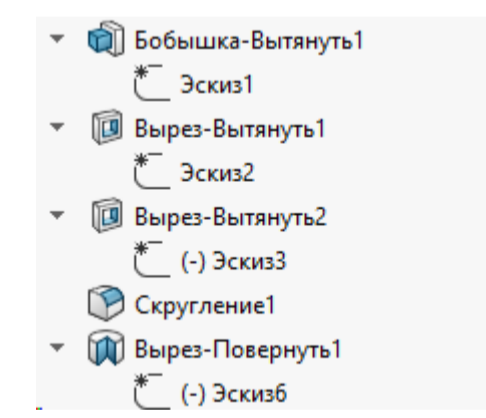 Бобышка-Вытянуть1
Эскиз1
Вырез-Вытянуть1
Эскиз2
Вырез-Вытянуть2
(-) Эскиз3
Скругление1
Вырез-Повернуть1
(-) Эскиз6